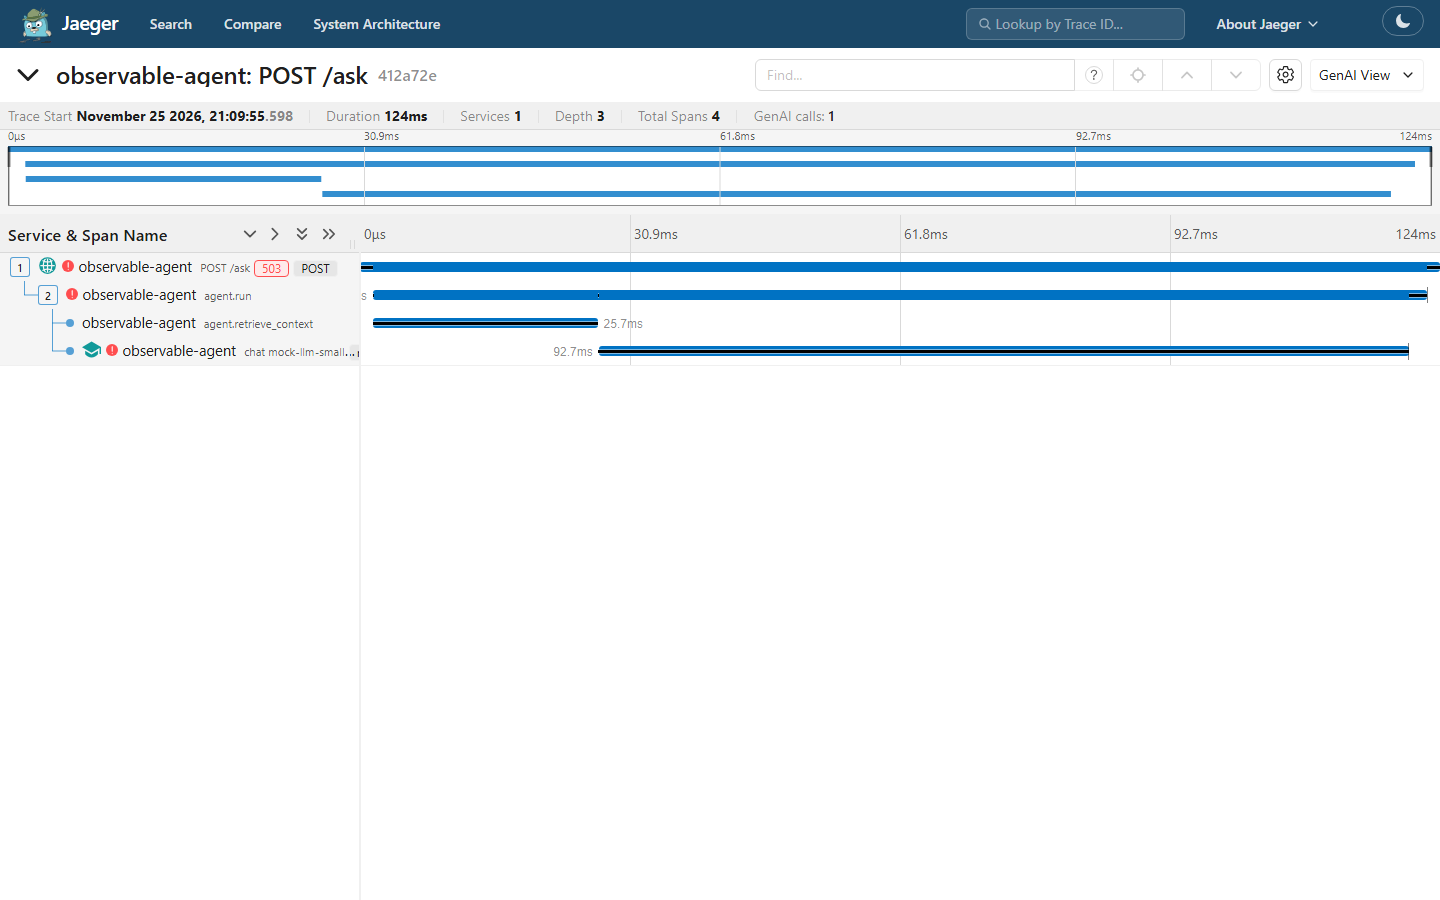 Jaeger Search Compare System Architecture Lookup by Trace ID... About Jaeger
observable-agent: POST /ask 412a72e Find... ? GenAI View
Trace Start November 25 2026, 21:09:55.598 Duration 124ms Services 1 Depth 3 Total Spans 4 GenAI calls: 1
0µs 30.9ms 61.8ms 92.7ms 124ms
Service & Span Name 0µs 30.9ms 61.8ms 92.7ms 124ms
1 observable-agent POST /ask 503 POST
2 observable-agent agent.run s
observable-agent agent.retrieve_context 25.7ms
observable-agent chat mock-llm-small... 92.7ms